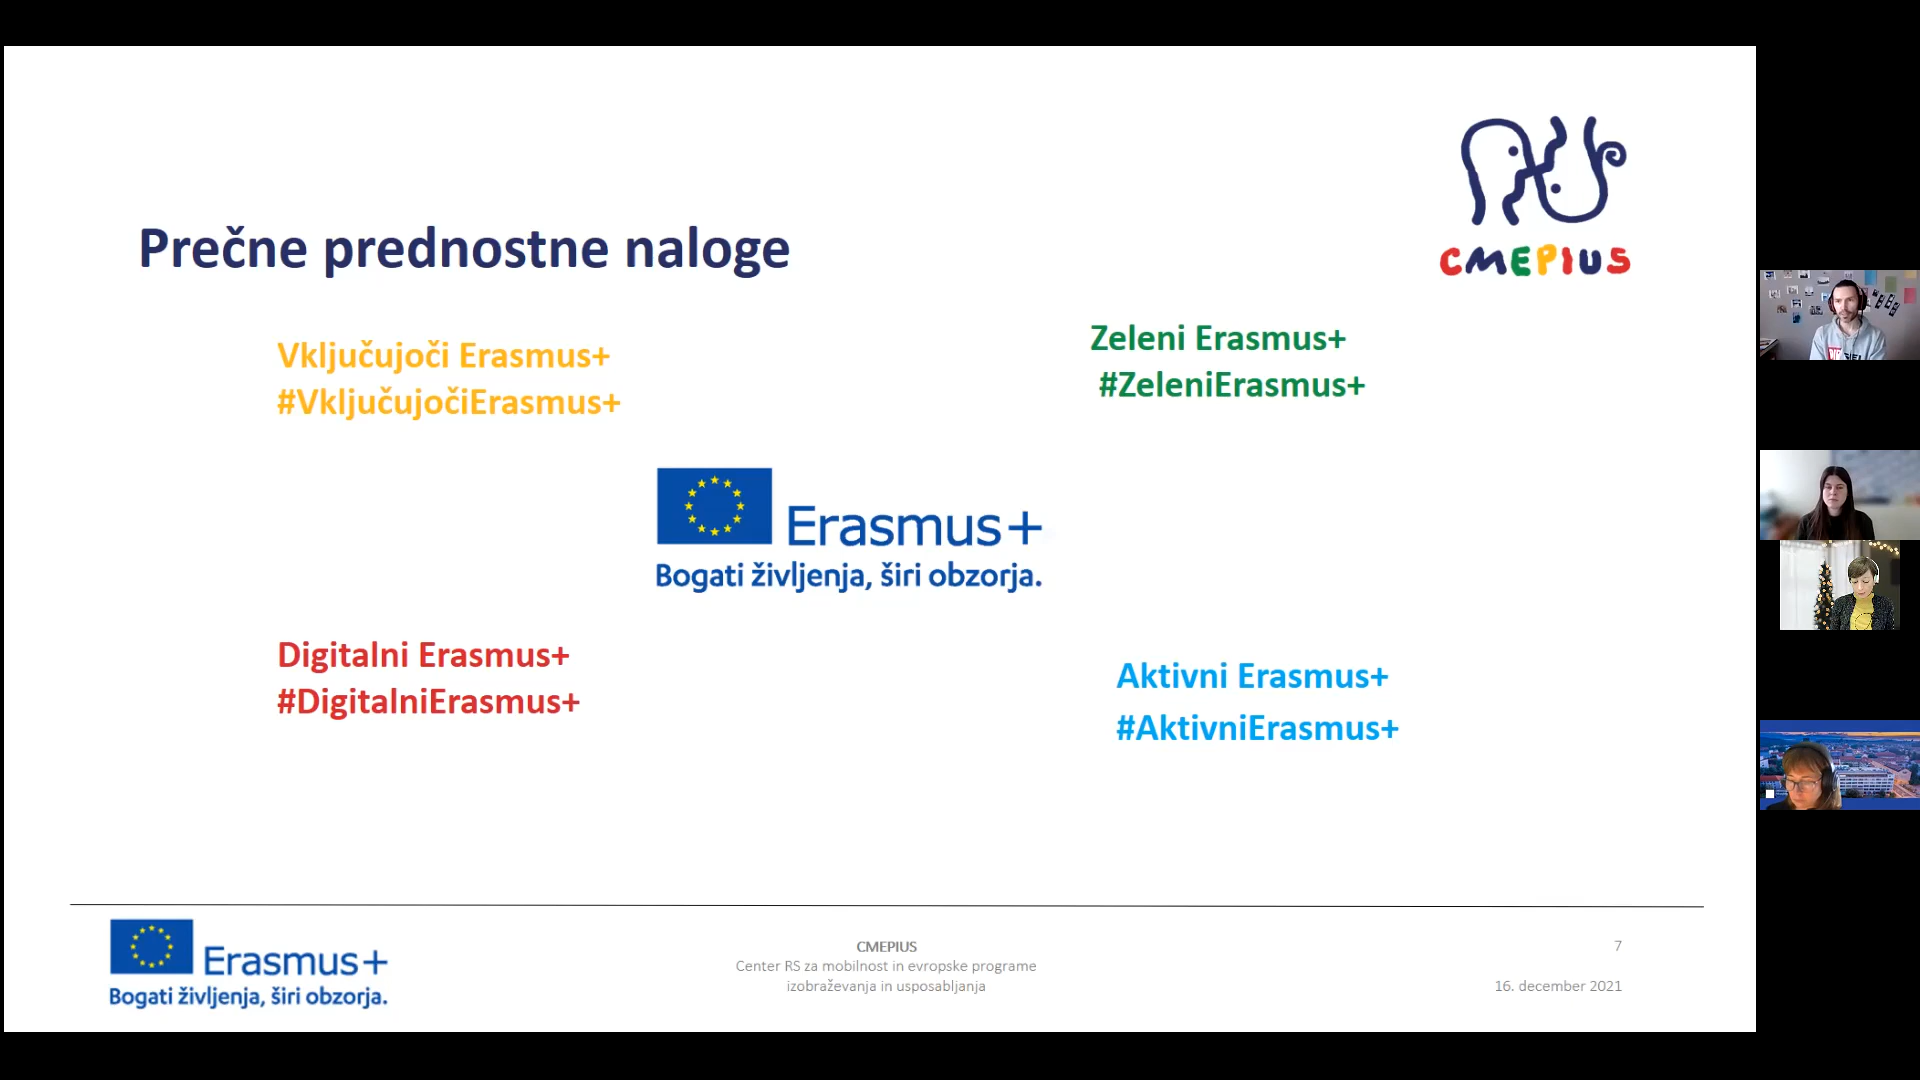 CMEPIUS
Prečne prednostne naloge
Vključujoči Erasmus+
#VključujočiErasmus+
Zeleni Erasmus+
#ZeleniErasmus+
Erasmus+
Bogati življenja, širi obzorja.
Digitalni Erasmus+
#DigitalniErasmus+
Aktivni Erasmus+
#AktivniErasmus+
Erasmus+
Bogati življenja, širi obzorja.
CMEPIUS
Center RS za mobilnost in evropske programe
izobraževanja in usposabljanja
7
16. december 2021